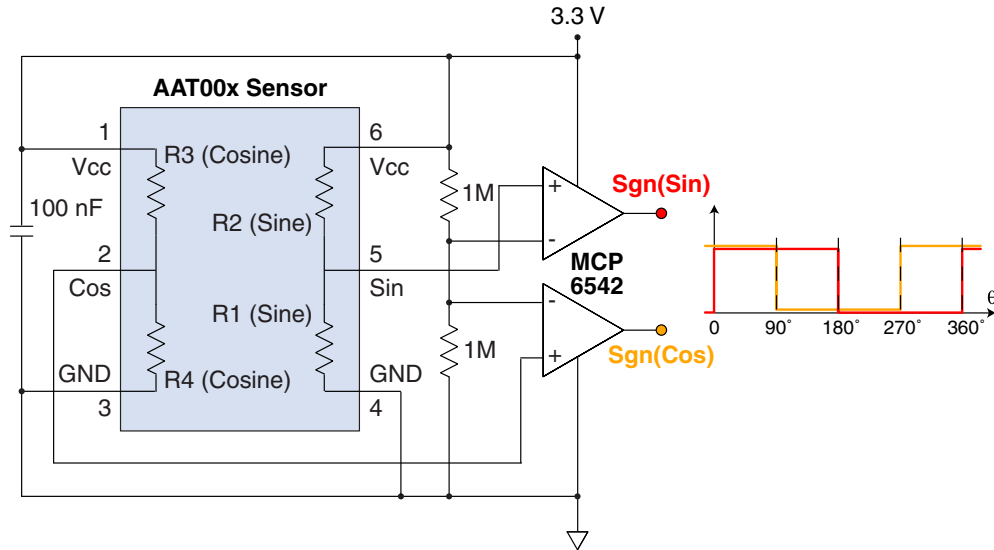 3.3 V
AAT00x Sensor
1
Vcc
R3 (Cosine)
6
Vcc
100 nF
R2 (Sine)
1M
+
-
Sgn(Sin)
2
Cos
5
Sin
MCP
6542
R1 (Sine)
1M
-
+
Sgn(Cos)
GND
3
R4 (Cosine)
GND
4
θ
0 90° 180° 270° 360°